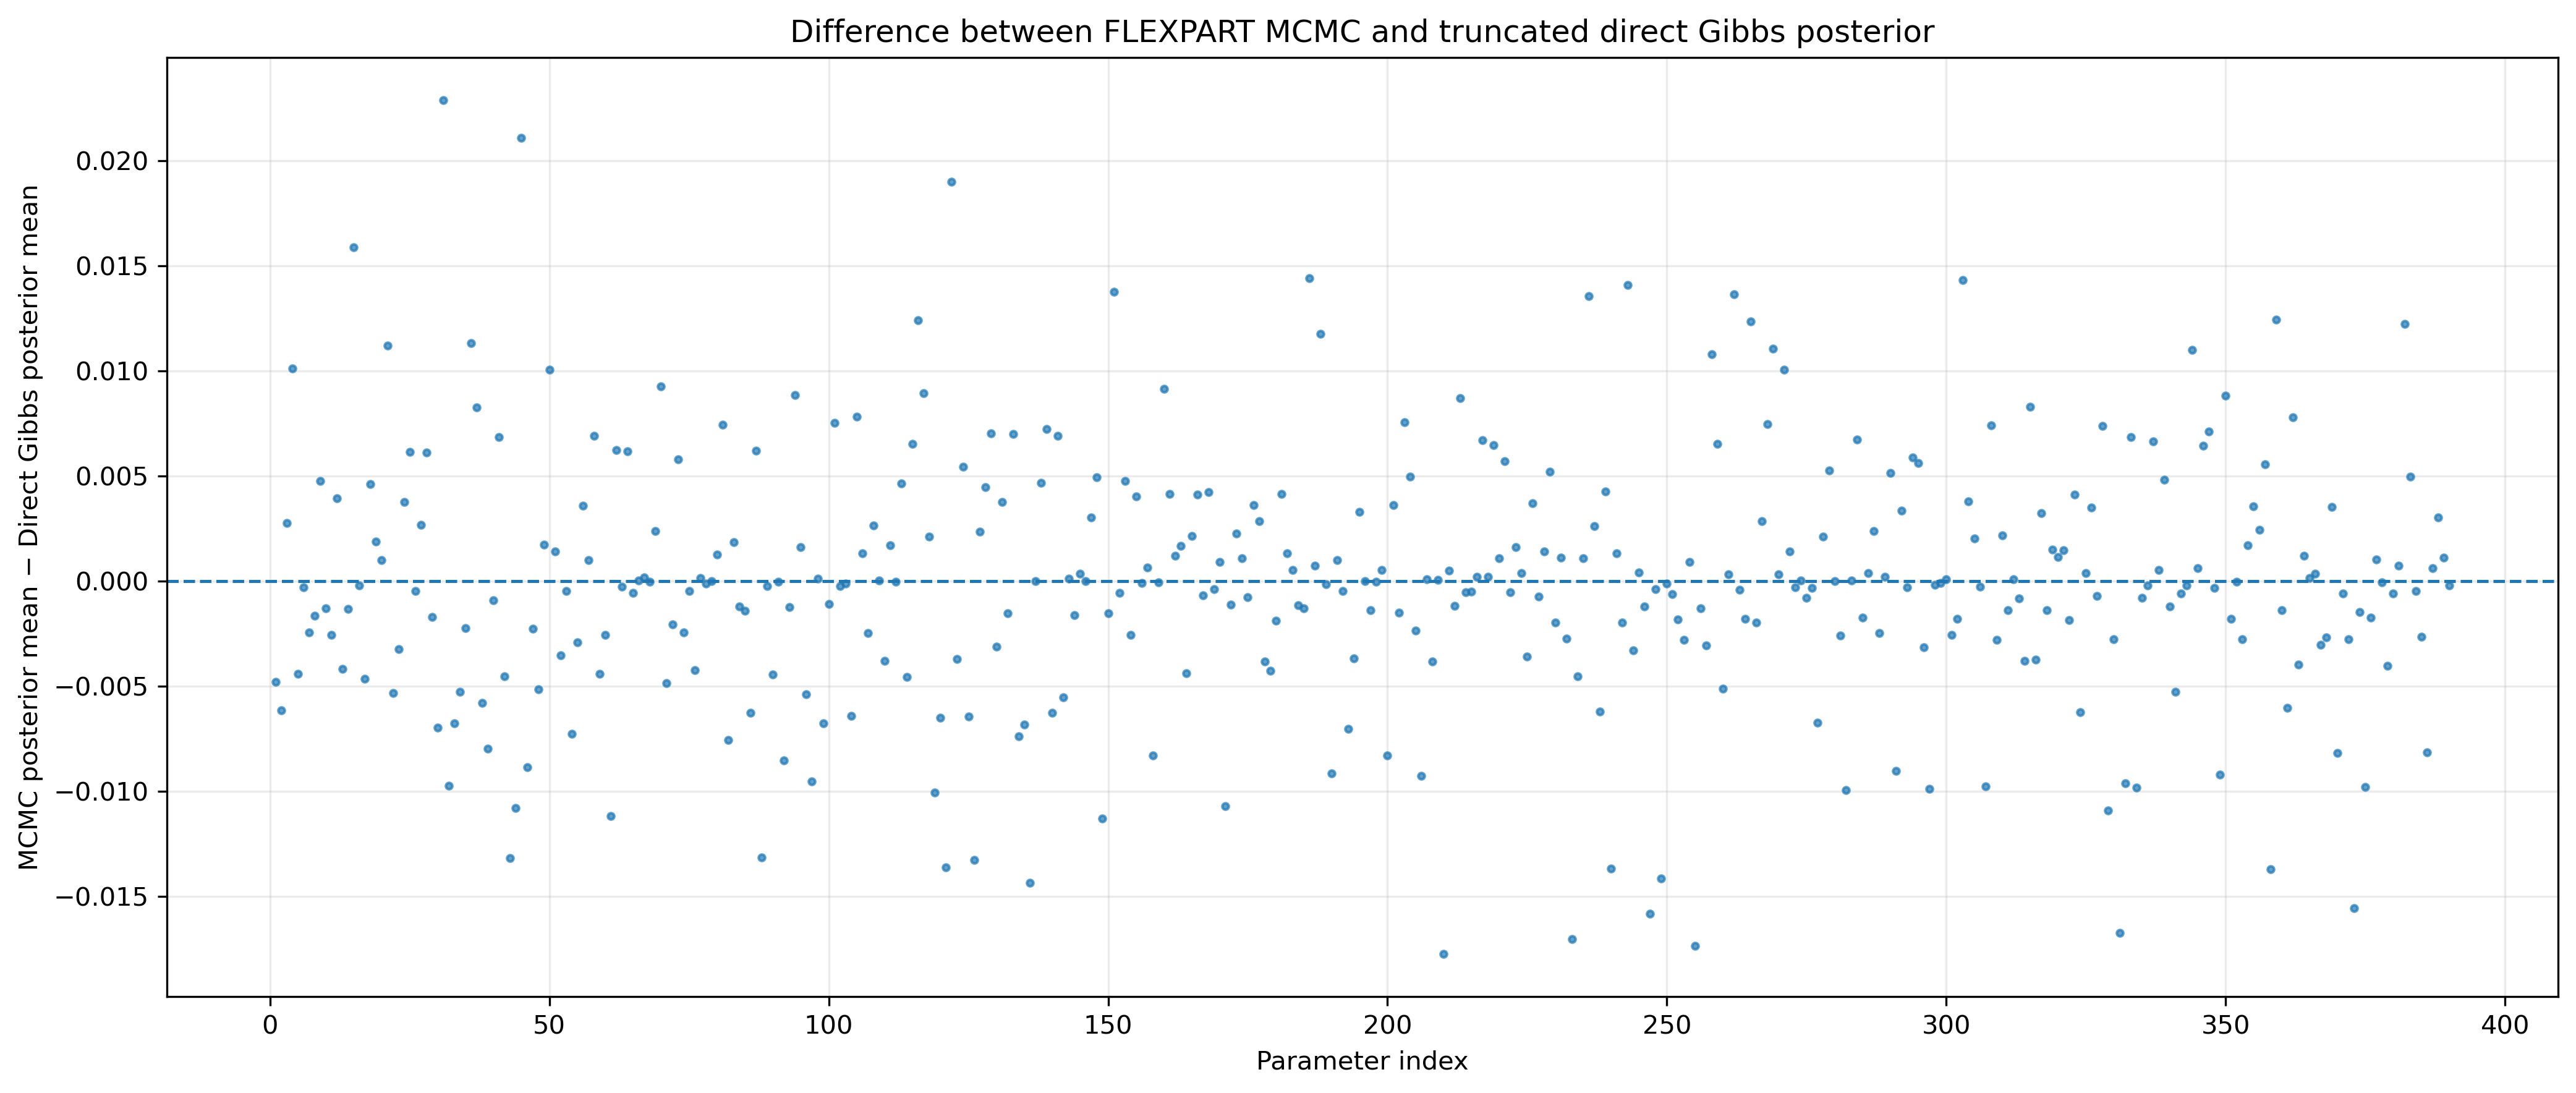 Difference between FLEXPART MCMC and truncated direct Gibbs posterior
MCMC posterior mean − Direct Gibbs posterior mean
0.020
0.015
0.010
0.005
0.000
−0.005
−0.010
−0.015
0 50 100 150 200 250 300 350 400
Parameter index